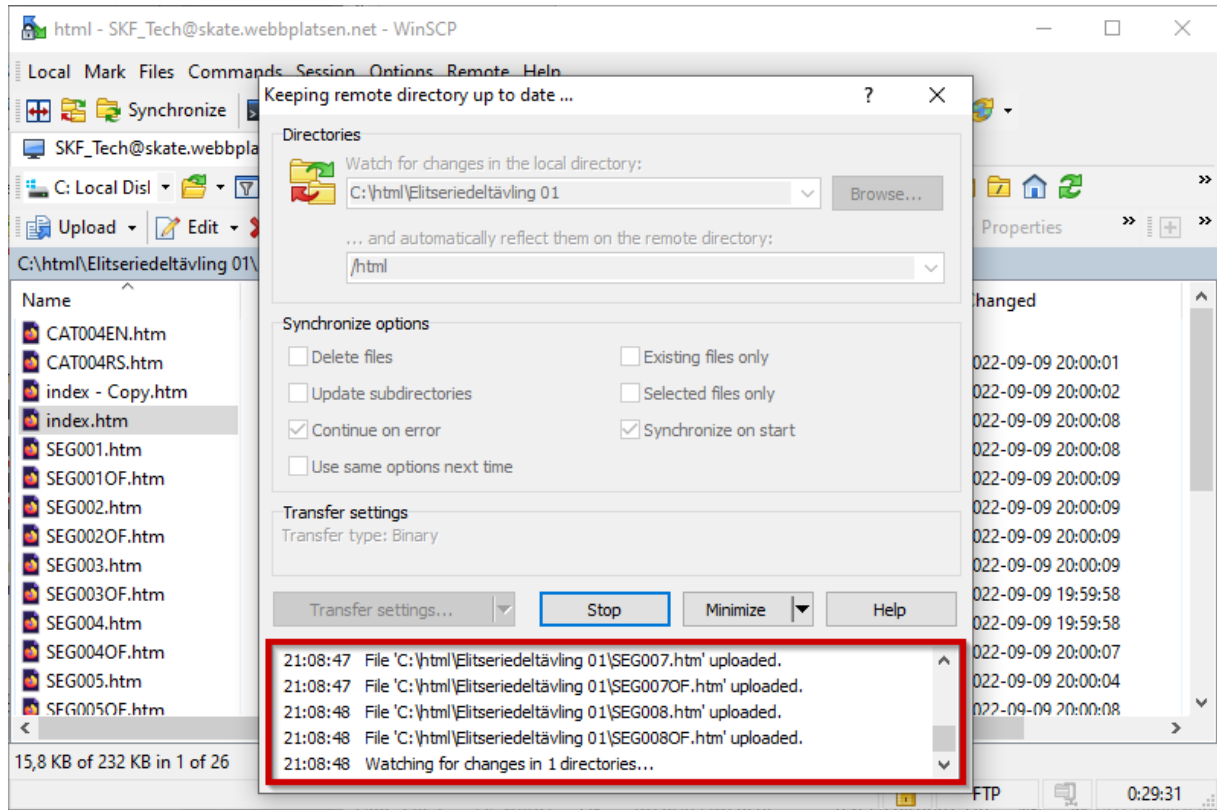 html - SKF_Tech@skate.webbplatsen.net - WinSCP
Local Mark Files Commands Session Options Remote Help
Synchronize
SKF_Tech@skate.webbpla
C: Local Disl
Upload Edit
Properties
C:\html\Elitseriedeltävling 01\
Name
hanged
CAT004EN.htm
CAT004RS.htm
022-09-09 20:00:01
index - Copy.htm
022-09-09 20:00:02
index.htm
022-09-09 20:00:08
SEG001.htm
022-09-09 20:00:08
SEG001OF.htm
022-09-09 20:00:09
SEG002.htm
022-09-09 20:00:09
SEG002OF.htm
022-09-09 20:00:09
SEG003.htm
022-09-09 20:00:09
SEG003OF.htm
022-09-09 19:59:58
SEG004.htm
022-09-09 19:59:58
SEG004OF.htm
022-09-09 20:00:07
SEG005.htm
022-09-09 20:00:04
SEG005OF.htm
022-09-09 20:00:08
15,8 KB of 232 KB in 1 of 26
FTP
0:29:31
Keeping remote directory up to date ...
?
Directories
Watch for changes in the local directory:
C:\html\Elitseriedeltävling 01
Browse...
... and automatically reflect them on the remote directory:
/html
Synchronize options
Delete files
Existing files only
Update subdirectories
Selected files only
Continue on error
Synchronize on start
Use same options next time
Transfer settings
Transfer type: Binary
Transfer settings...
Stop
Minimize
Help
21:08:47 File 'C:\html\Elitseriedeltävling 01\SEG007.htm' uploaded.
21:08:47 File 'C:\html\Elitseriedeltävling 01\SEG007OF.htm' uploaded.
21:08:48 File 'C:\html\Elitseriedeltävling 01\SEG008.htm' uploaded.
21:08:48 File 'C:\html\Elitseriedeltävling 01\SEG008OF.htm' uploaded.
21:08:48 Watching for changes in 1 directories...